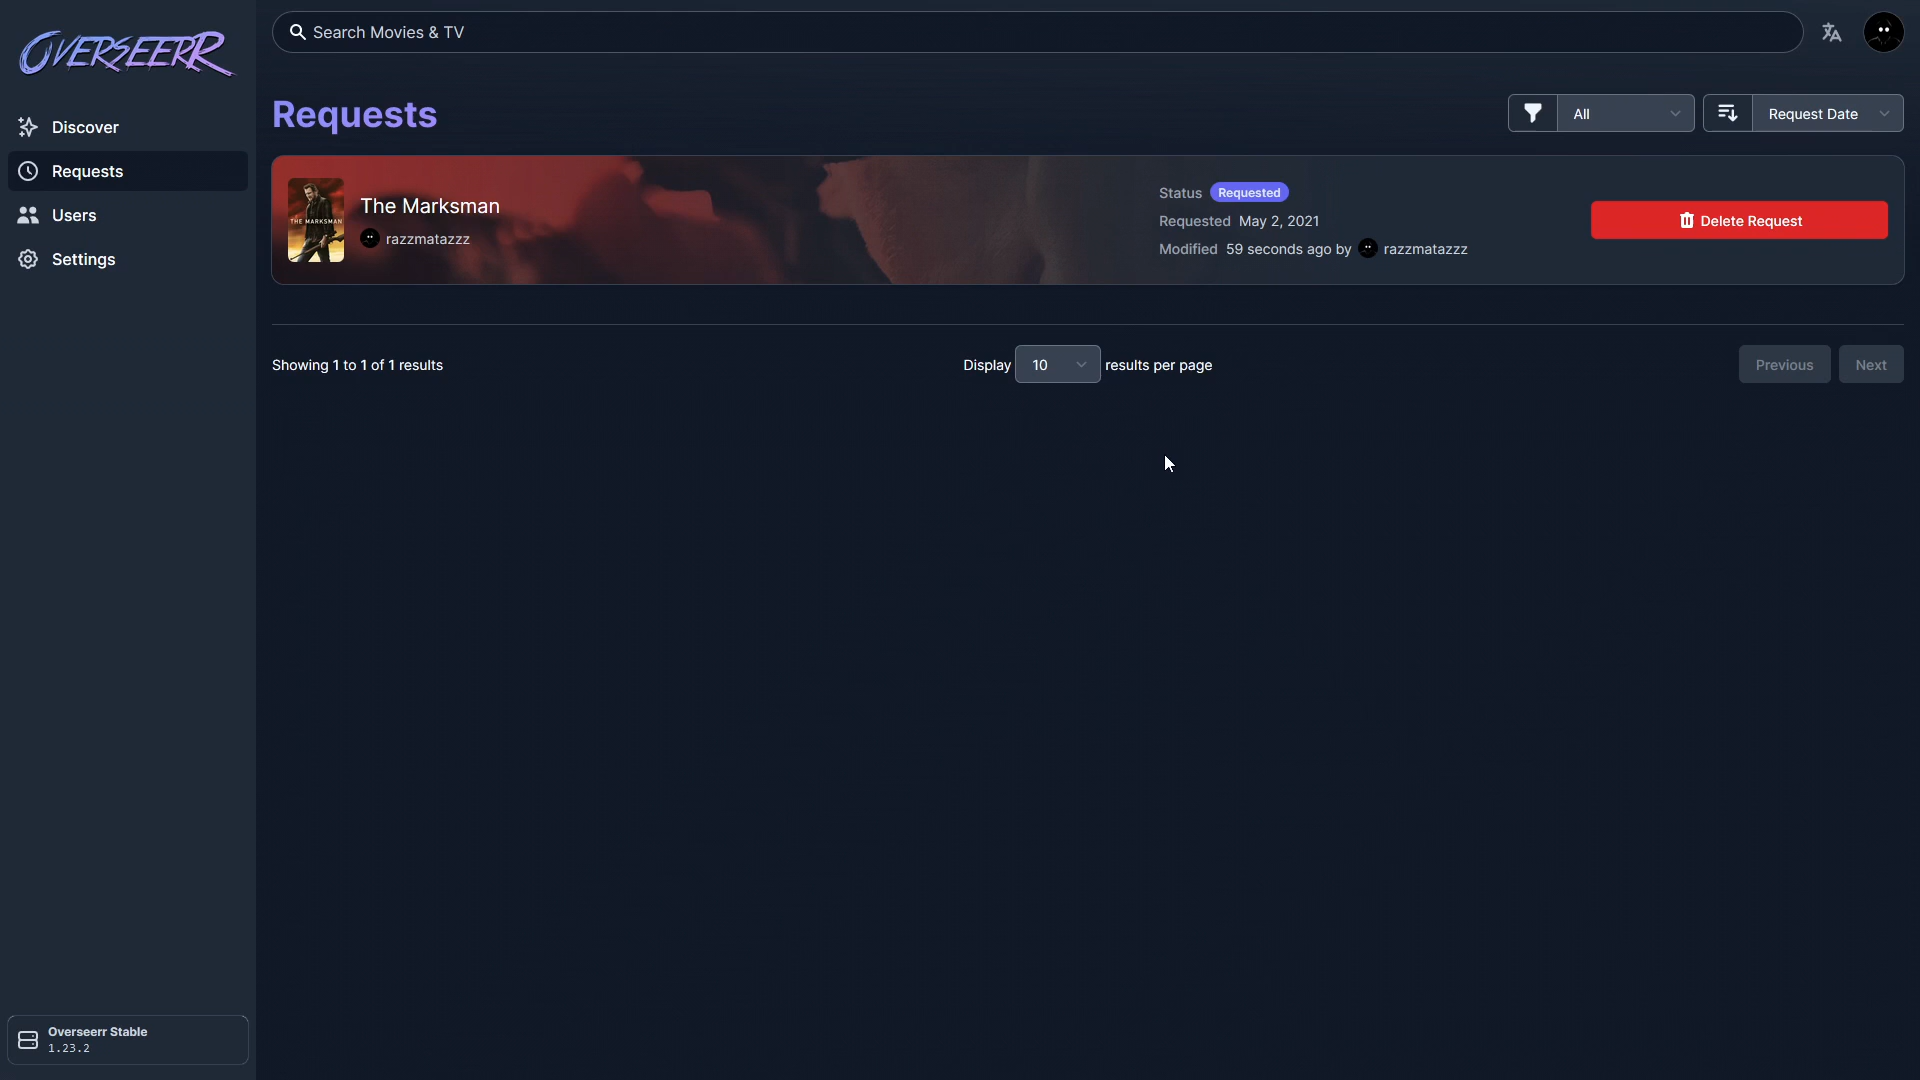 OVERSEERR
Search Movies & TV
Discover
Requests
Users
Settings
Requests
All
Request Date
THE MARKSMAN
The Marksman
razzmatazzz
Status Requested
Requested May 2, 2021
Modified 59 seconds ago by razzmatazzz
Delete Request
Showing 1 to 1 of 1 results
Display 10 results per page
Previous
Next
Overseerr Stable
1.23.2